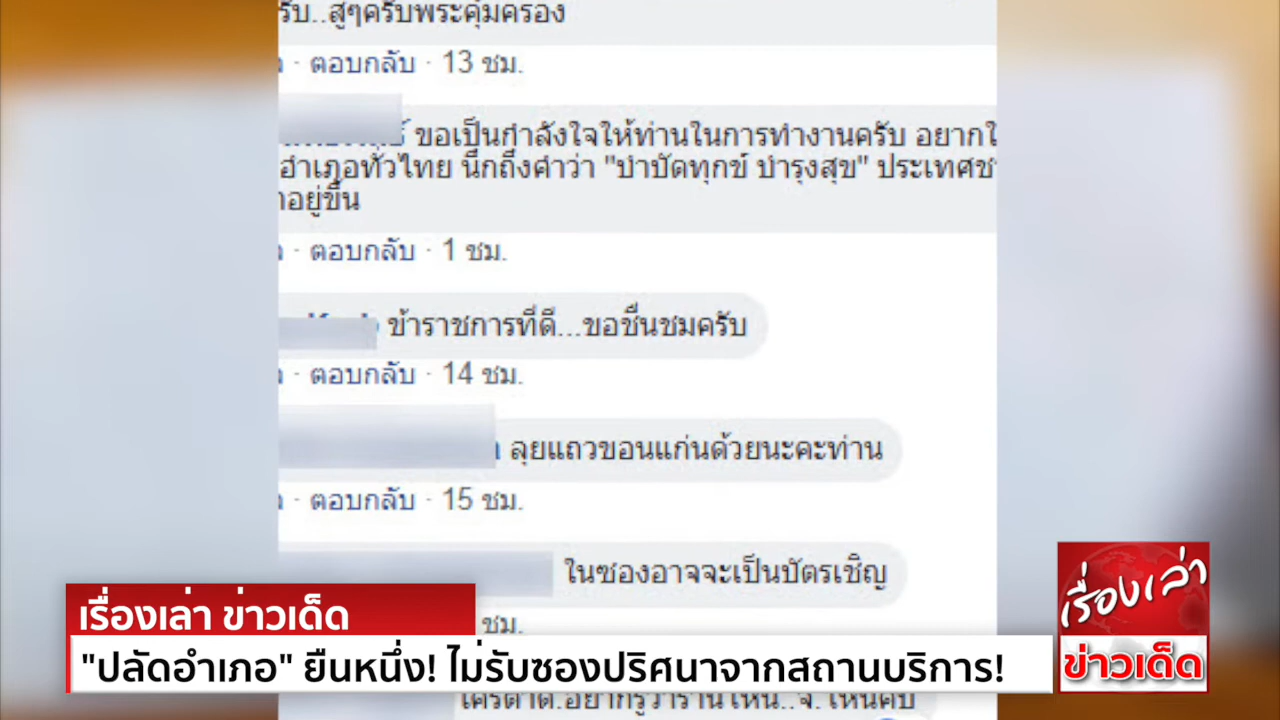 รับ..สู้ๆครับพระคุ้มครอง
· ตอบกลับ · 13 ชม.
ขอเป็นกำลังใจให้ท่านในการทำงานครับ
อำเภอทั่วไทย นึกถึงคำว่า "บำบัดทุกข์ บำรุงสุข"
อยู่ขึ้น
· ตอบกลับ · 1 ชม.
ข้าราชการที่ดี...ขอชื่นชมครับ
· ตอบกลับ · 14 ชม.
ลุยแถวขอนแก่นด้วยนะคะท่าน
· ตอบกลับ · 15 ชม.
ในซองอาจจะเป็นบัตรเชิญ
ชม.
เรื่องเล่า ข่าวเด็ด
"ปลัดอำเภอ" ยืนหนึ่ง! ไม่รับซองปริศนาจากสถานบริการ!
เรื่องเล่า
ข่าวเด็ด